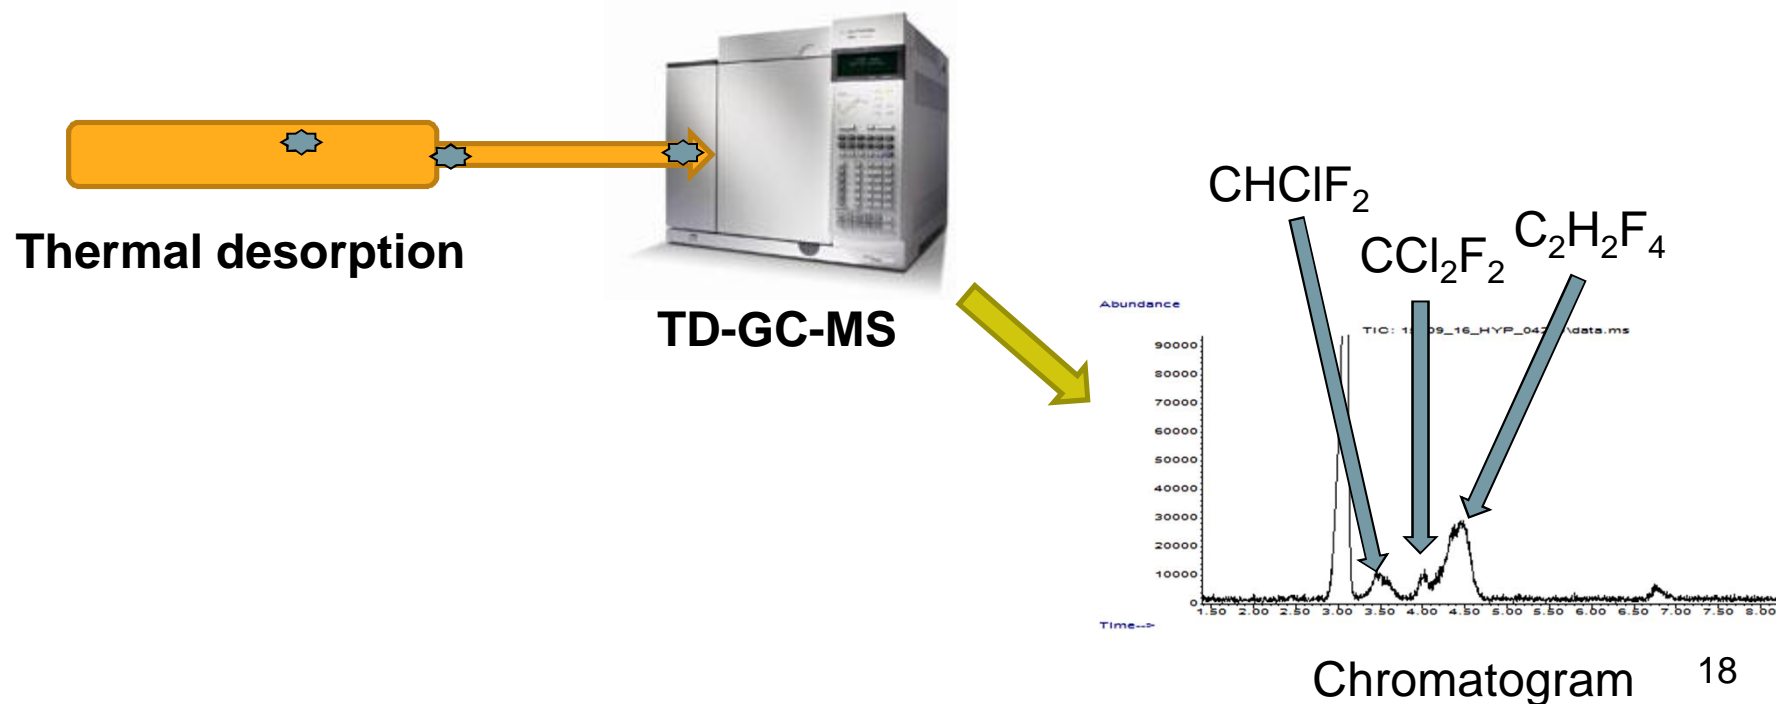 Thermal desorption
TD-GC-MS
CHClF₂
CCl₂F₂
C₂H₂F₄
Abundance
90000
80000
70000
60000
50000
40000
30000
20000
10000
0
1.50 2.00 2.50 3.00 3.50 4.00 4.50 5.00 5.50 6.00 6.50 7.00 7.50 8.00
Time-->
Chromatogram
18